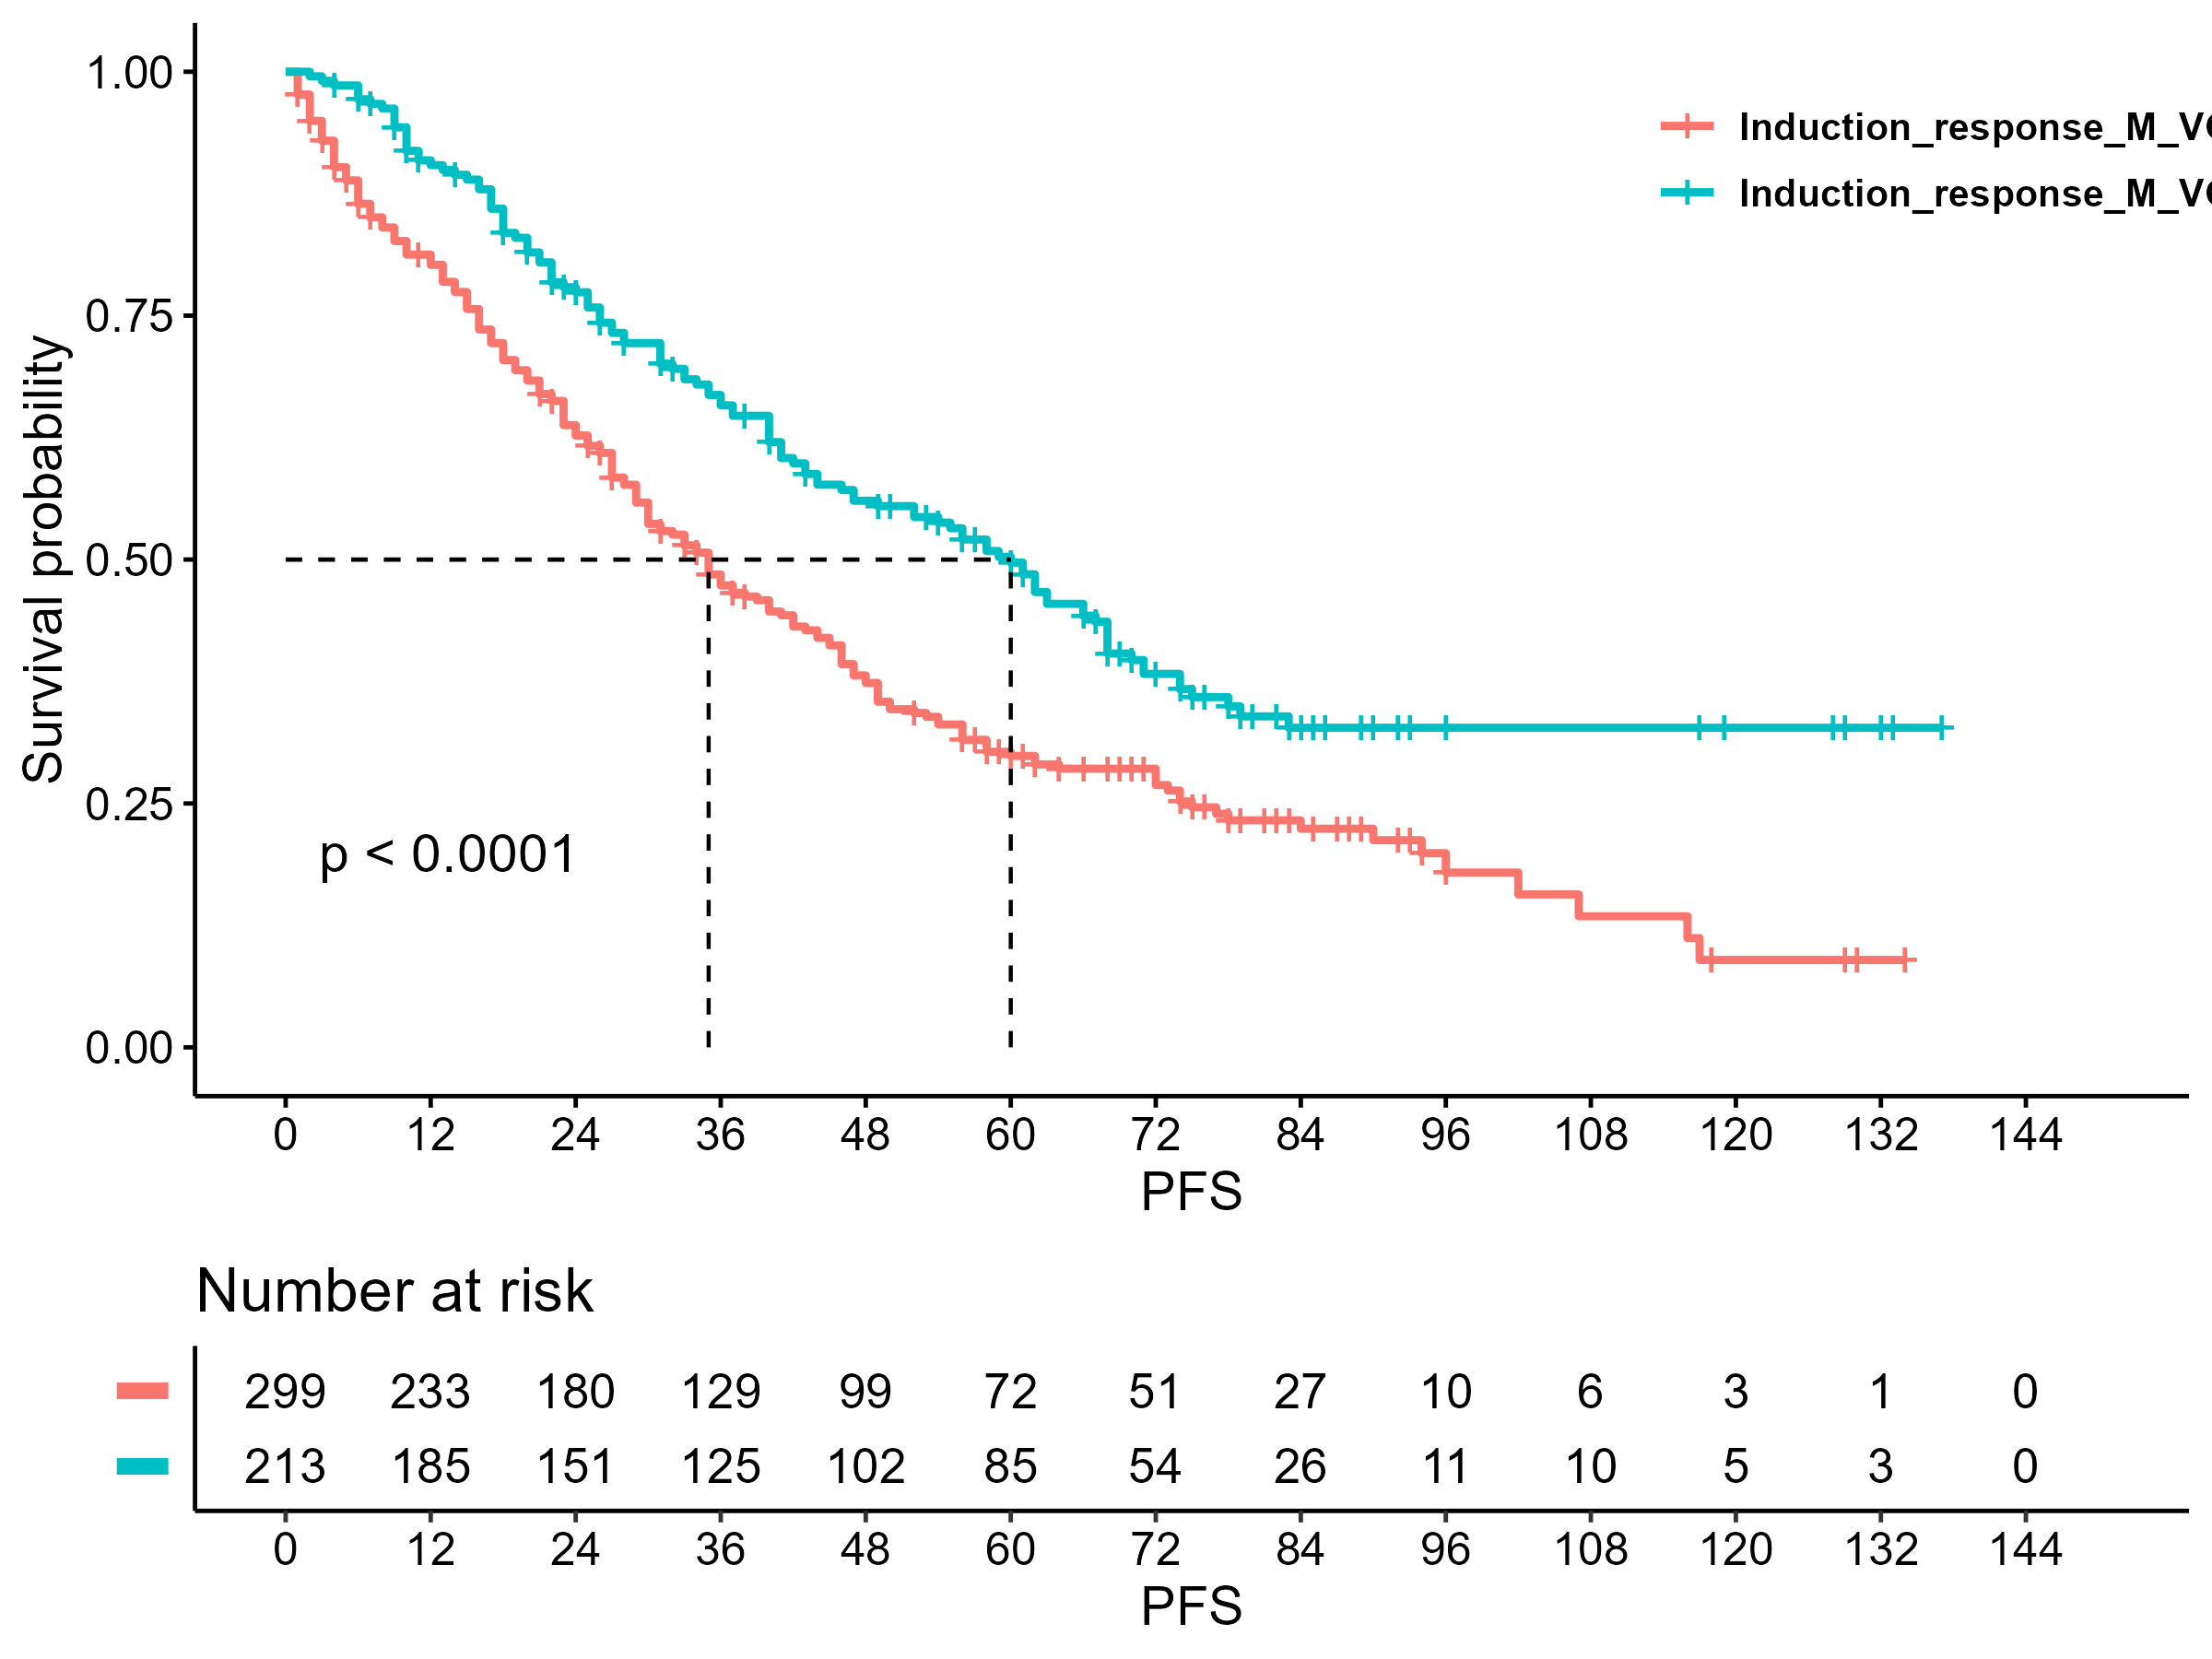 Induction_response_M_VG
Induction_response_M_VG
1.00
0.75
0.50
0.25
0.00
Survival probability
p < 0.0001
0 12 24 36 48 60 72 84 96 108 120 132 144
PFS
Number at risk
299 233 180 129 99 72 51 27 10 6 3 1 0
213 185 151 125 102 85 54 26 11 10 5 3 0
0 12 24 36 48 60 72 84 96 108 120 132 144
PFS